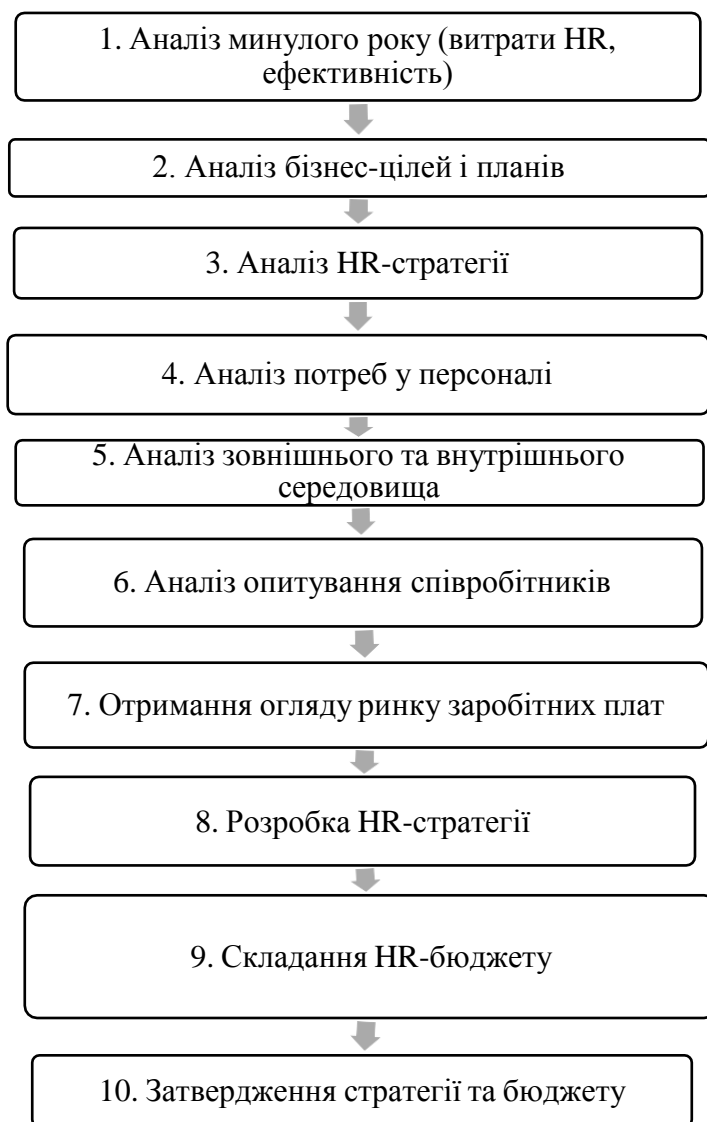 1. Аналіз минулого року (витрати HR,
ефективність)
2. Аналіз бізнес-цілей і планів
3. Аналіз HR-стратегії
4. Аналіз потреб у персоналі
5. Аналіз зовнішнього та внутрішнього
середовища
6. Аналіз опитування співробітників
7. Отримання огляду ринку заробітних плат
8. Розробка HR-стратегії
9. Складання HR-бюджету
10. Затвердження стратегії та бюджету